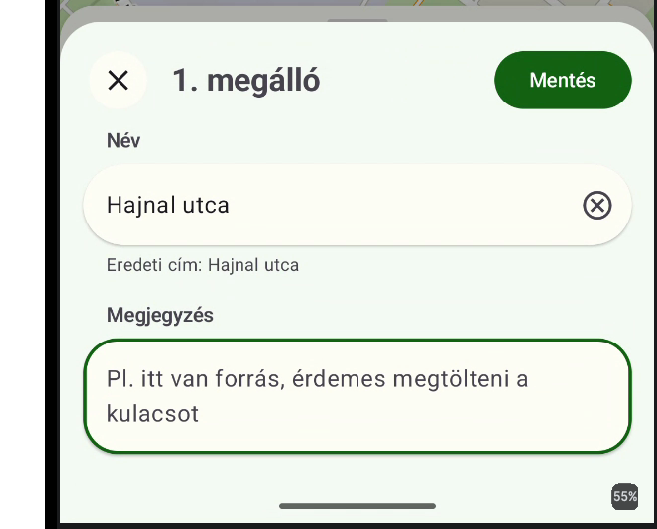 1. megálló
Mentés
Név
Hajnal utca
Eredeti cím: Hajnal utca
Megjegyzés
Pl. itt van forrás, érdemes megtölteni a
kulacsot
55%